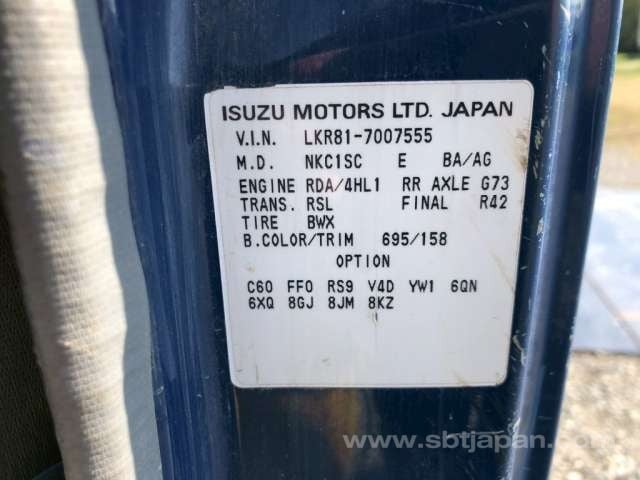 ISUZU MOTORS LTD. JAPAN
V.I.N. LKR81-7007555
M.D. NKC1SC E BA/AG
ENGINE RDA/4HL1 RR AXLE G73
TRANS. RSL FINAL R42
TIRE BWX
B.COLOR/TRIM 695/158
OPTION
C60 FF0 RS9 V4D YW1 6QN
6XQ 8GJ 8JM 8KZ
www.sbtjapan.com